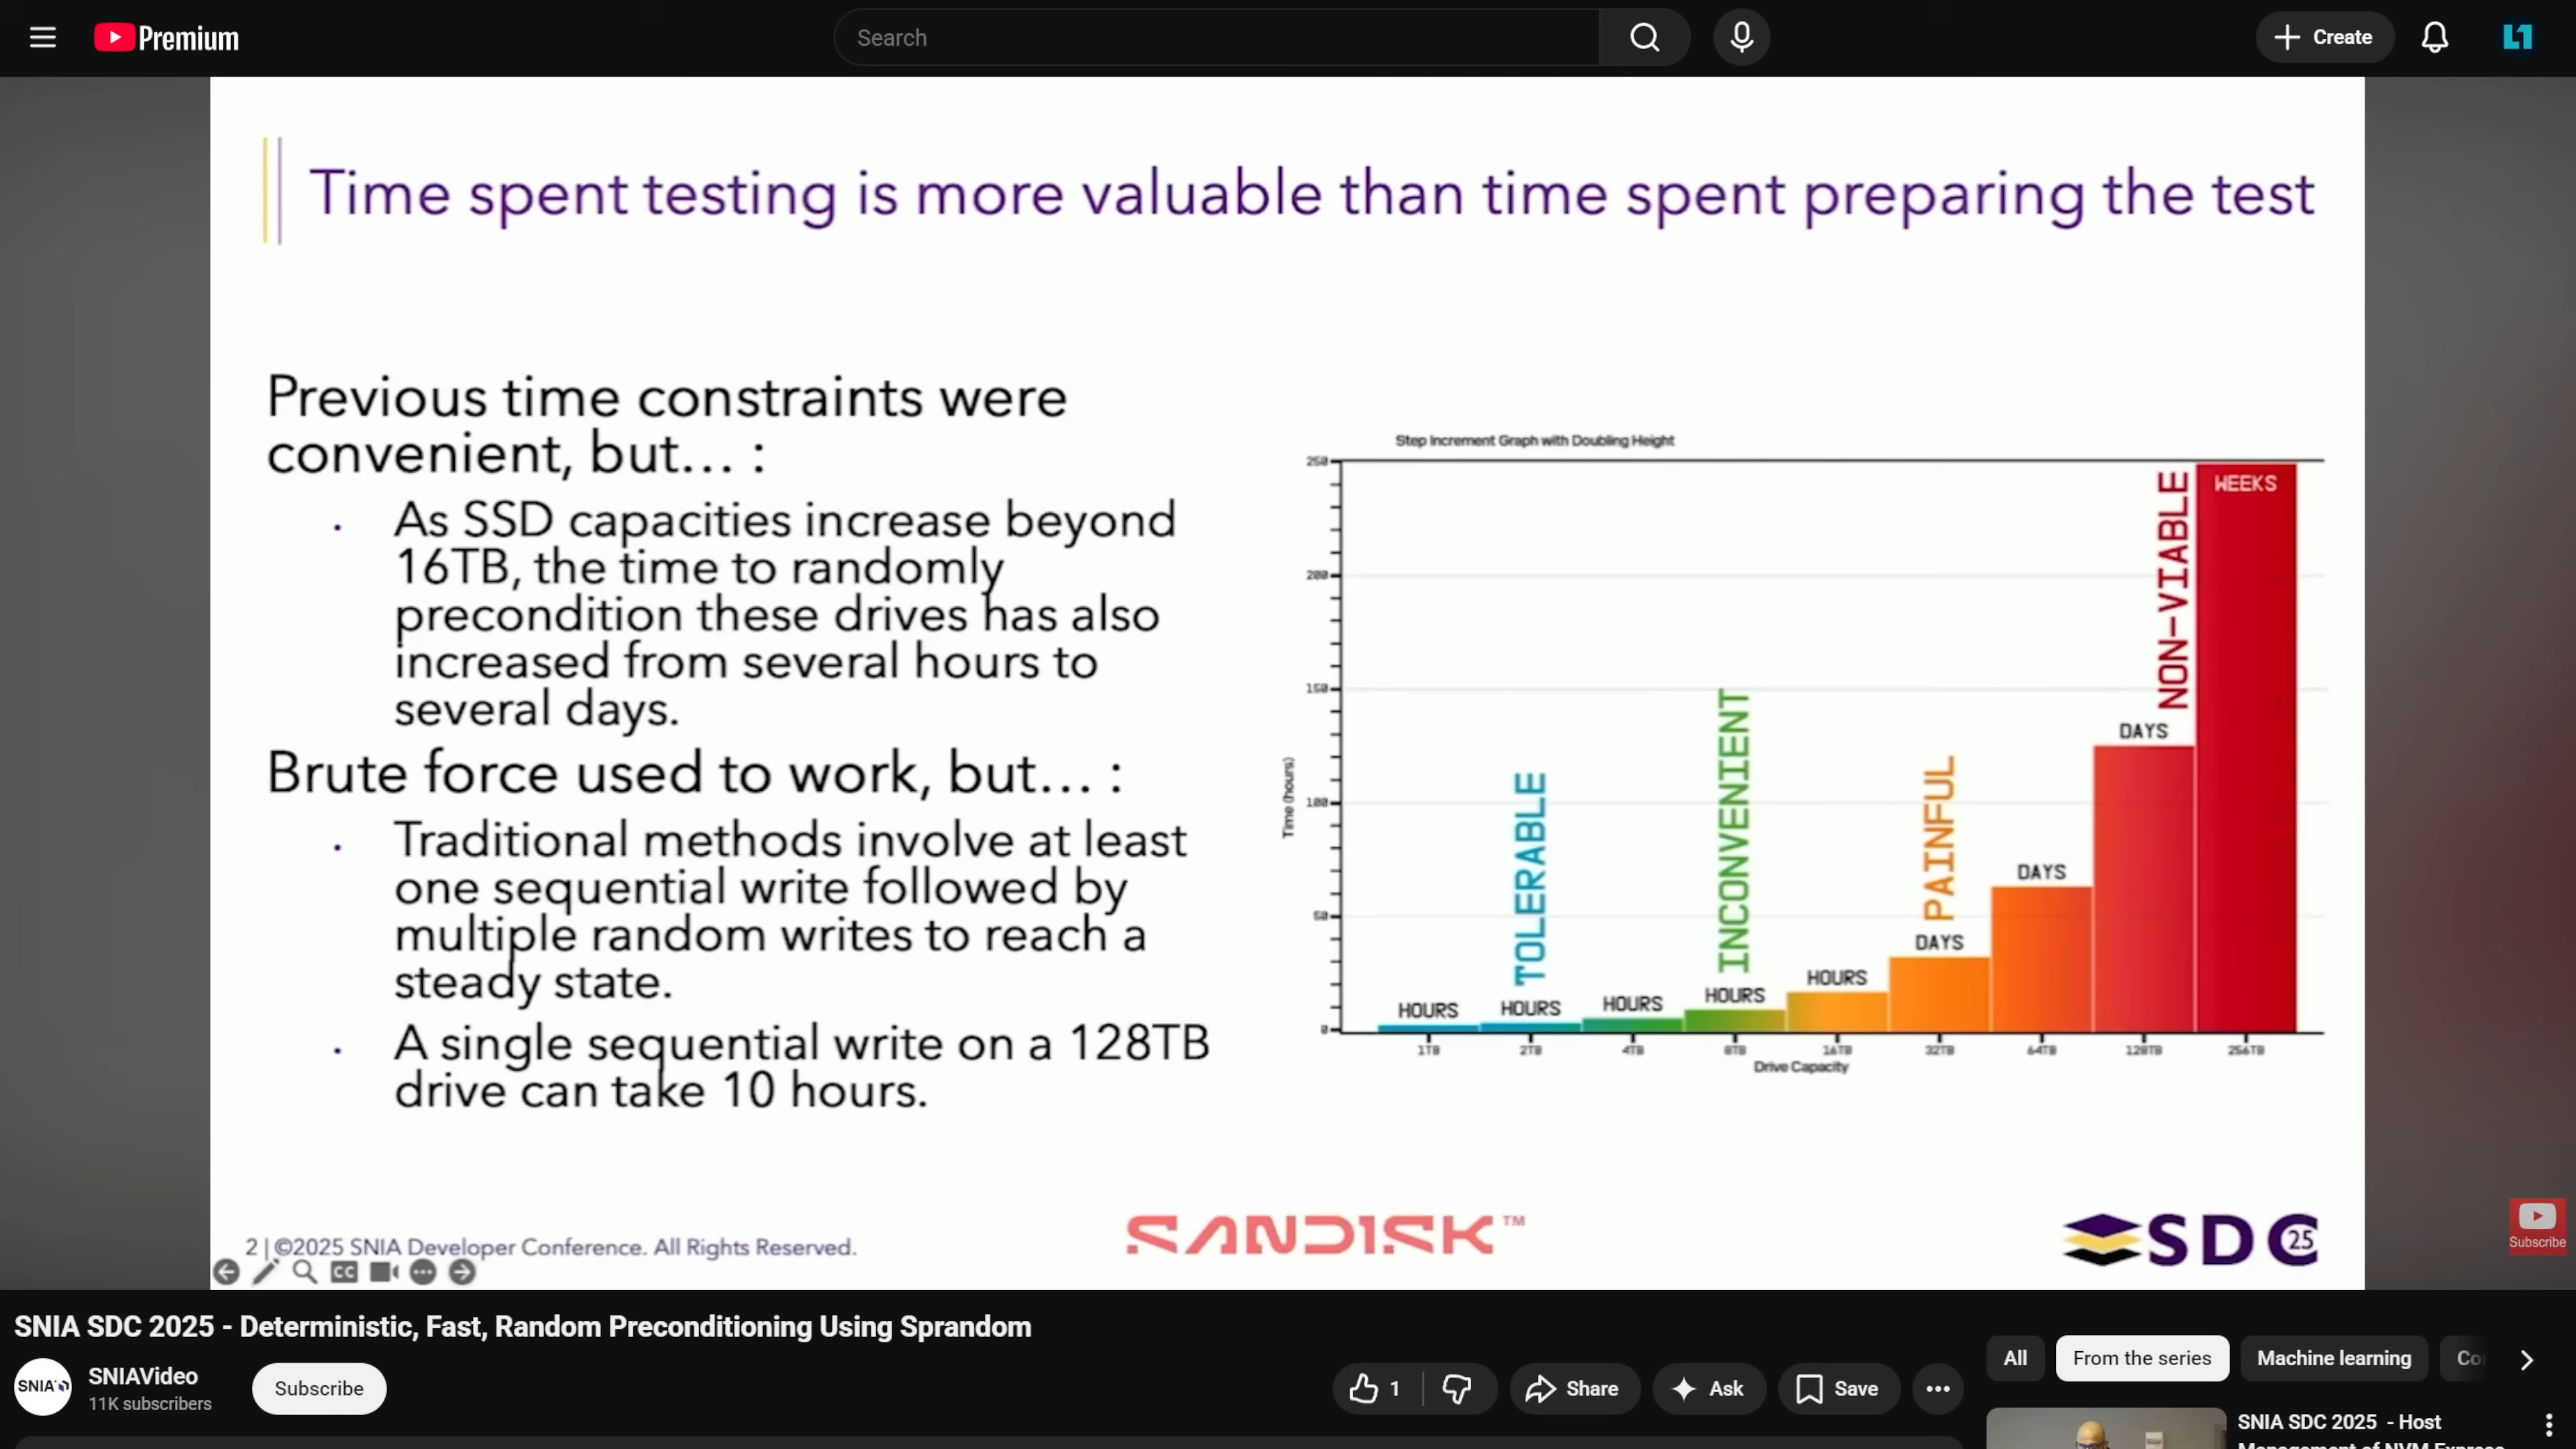 Premium
Search
Create
L1
Time spent testing is more valuable than time spent preparing the test
Previous time constraints were
convenient, but... :
· As SSD capacities increase beyond
16TB, the time to randomly
precondition these drives has also
increased from several hours to
several days.
Brute force used to work, but... :
· Traditional methods involve at least
one sequential write followed by
multiple random writes to reach a
steady state.
· A single sequential write on a 128TB
drive can take 10 hours.
Step Increment Graph with Doubling Height
250
200
150
100
50
0
Time (hours)
HOURS
HOURS
HOURS
HOURS
HOURS
DAYS
DAYS
DAYS
WEEKS
TOLERABLE
INCONVENIENT
PAINFUL
NON-VIABLE
1TB
2TB
4TB
8TB
16TB
32TB
64TB
128TB
256TB
Drive Capacity
2 | ©2025 SNIA Developer Conference. All Rights Reserved.
SANDISK™
SDC 25
CC
Subscribe
SNIA SDC 2025 - Deterministic, Fast, Random Preconditioning Using Sprandom
SNIA
SNIAVideo
11K subscribers
Subscribe
1
Share
Ask
Save
All
From the series
Machine learning
SNIA SDC 2025 - Host
Management of NVM Express